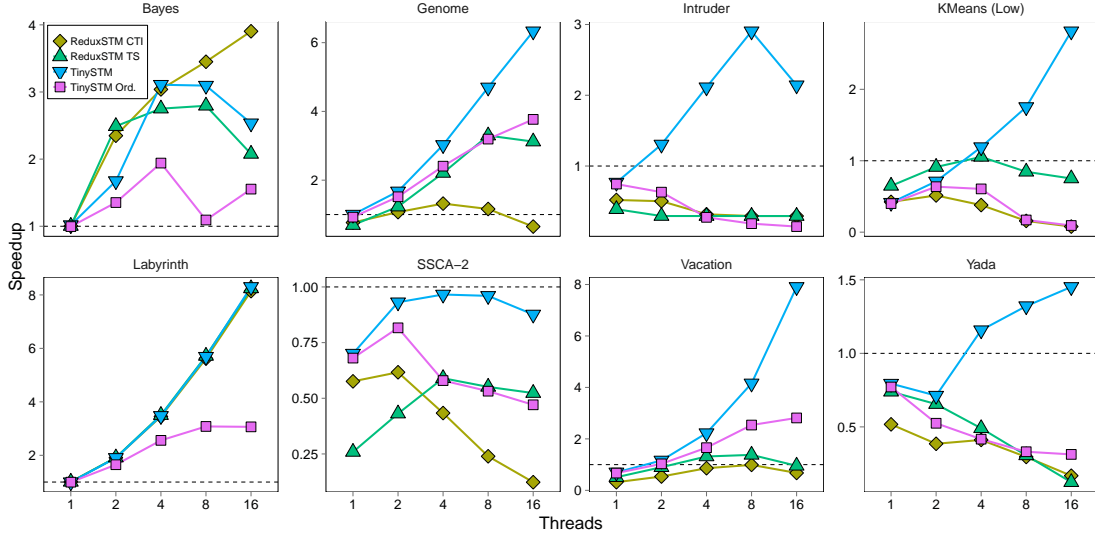 Bayes
Genome
Intruder
KMeans (Low)
4
3
2
1
ReduxSTM CTI
ReduxSTM TS
TinySTM
TinySTM Ord.
6
4
2
3
2
1
0
2
1
0
Speedup
Labyrinth
SSCA−2
Vacation
Yada
8
6
4
2
1.00
0.75
0.50
0.25
8
6
4
2
0
1.5
1.0
0.5
1 2 4 8 16
1 2 4 8 16
1 2 4 8 16
1 2 4 8 16
Threads